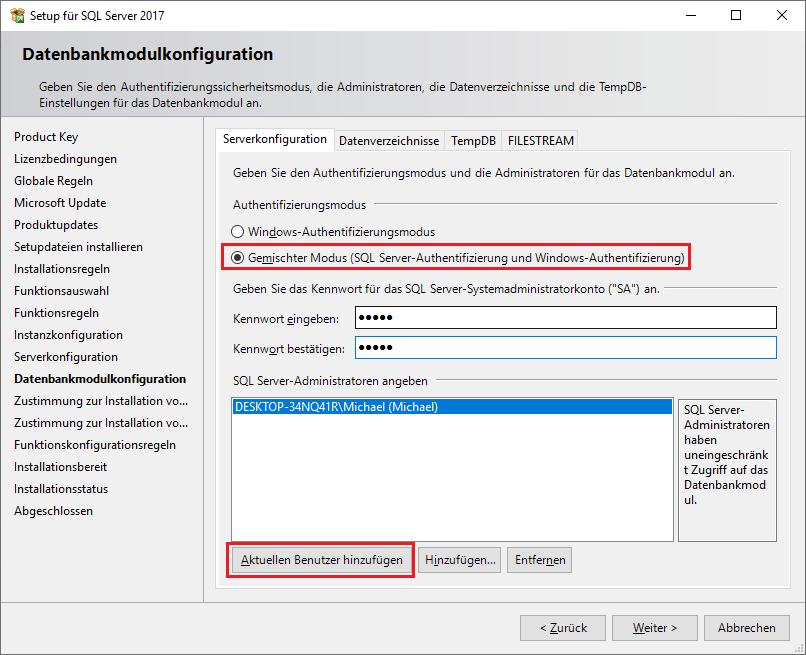 Setup für SQL Server 2017
Datenbankmodulkonfiguration
Geben Sie den Authentifizierungssicherheitsmodus, die Administratoren, die Datenverzeichnisse und die TempDB-
Einstellungen für das Datenbankmodul an.
Product Key
Lizenzbedingungen
Globale Regeln
Microsoft Update
Produktupdates
Setupdateien installieren
Installationsregeln
Funktionsauswahl
Funktionsregeln
Instanzkonfiguration
Serverkonfiguration
Datenbankmodulkonfiguration
Zustimmung zur Installation vo...
Zustimmung zur Installation vo...
Funktionskonfigurationsregeln
Installationsbereit
Installationsstatus
Abgeschlossen
Serverkonfiguration Datenverzeichnisse TempDB FILESTREAM
Geben Sie den Authentifizierungsmodus und die Administratoren für das Datenbankmodul an.
Authentifizierungsmodus
Windows-Authentifizierungsmodus
Gemischter Modus (SQL Server-Authentifizierung und Windows-Authentifizierung)
Geben Sie das Kennwort für das SQL Server-Systemadministratorkonto ("SA") an.
Kennwort eingeben: ●●●●●
Kennwort bestätigen: ●●●●●
SQL Server-Administratoren angeben
DESKTOP-34NQ41R\Michael (Michael)
SQL Server-
Administratoren
haben
uneingeschränk
t Zugriff auf das
Datenbankmod
ul.
Aktuellen Benutzer hinzufügen Hinzufügen... Entfernen
< Zurück Weiter > Abbrechen